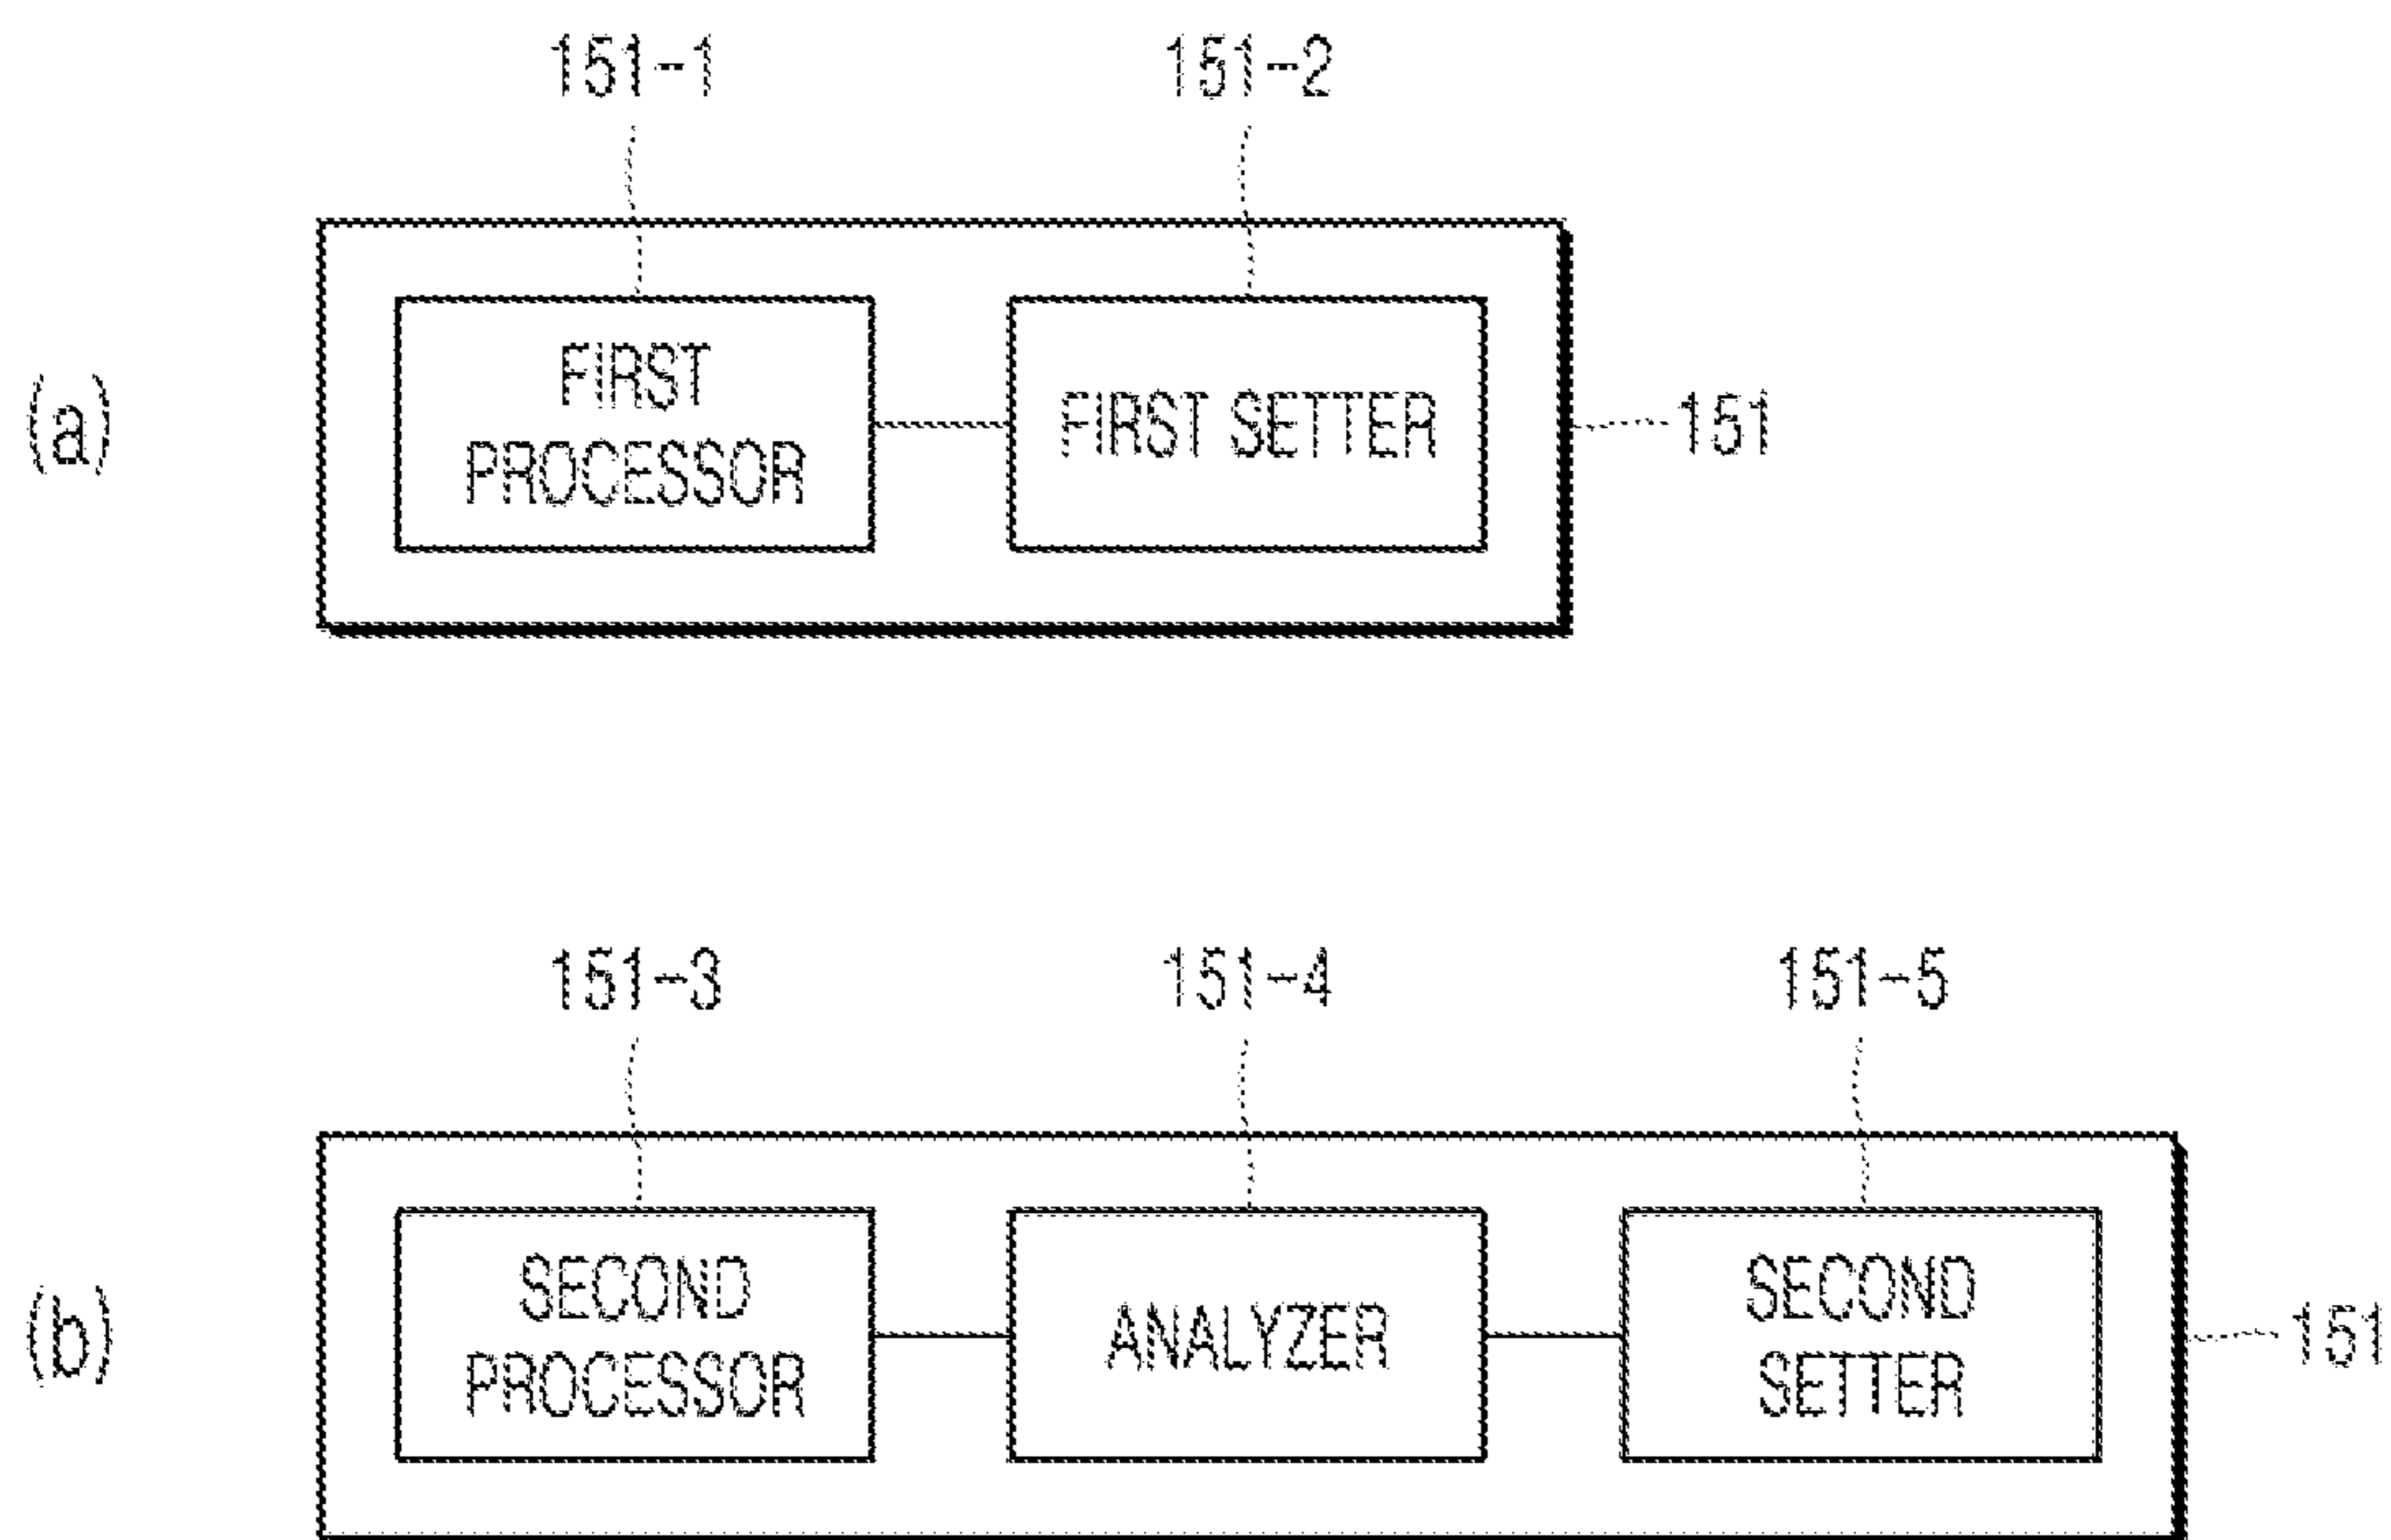 151-1
151-2
(a)
FIRST
PROCESSOR
FIRST SETTER
151
151-3
151-4
151-5
(b)
SECOND
PROCESSOR
ANALYZER
SECOND
SETTER
151